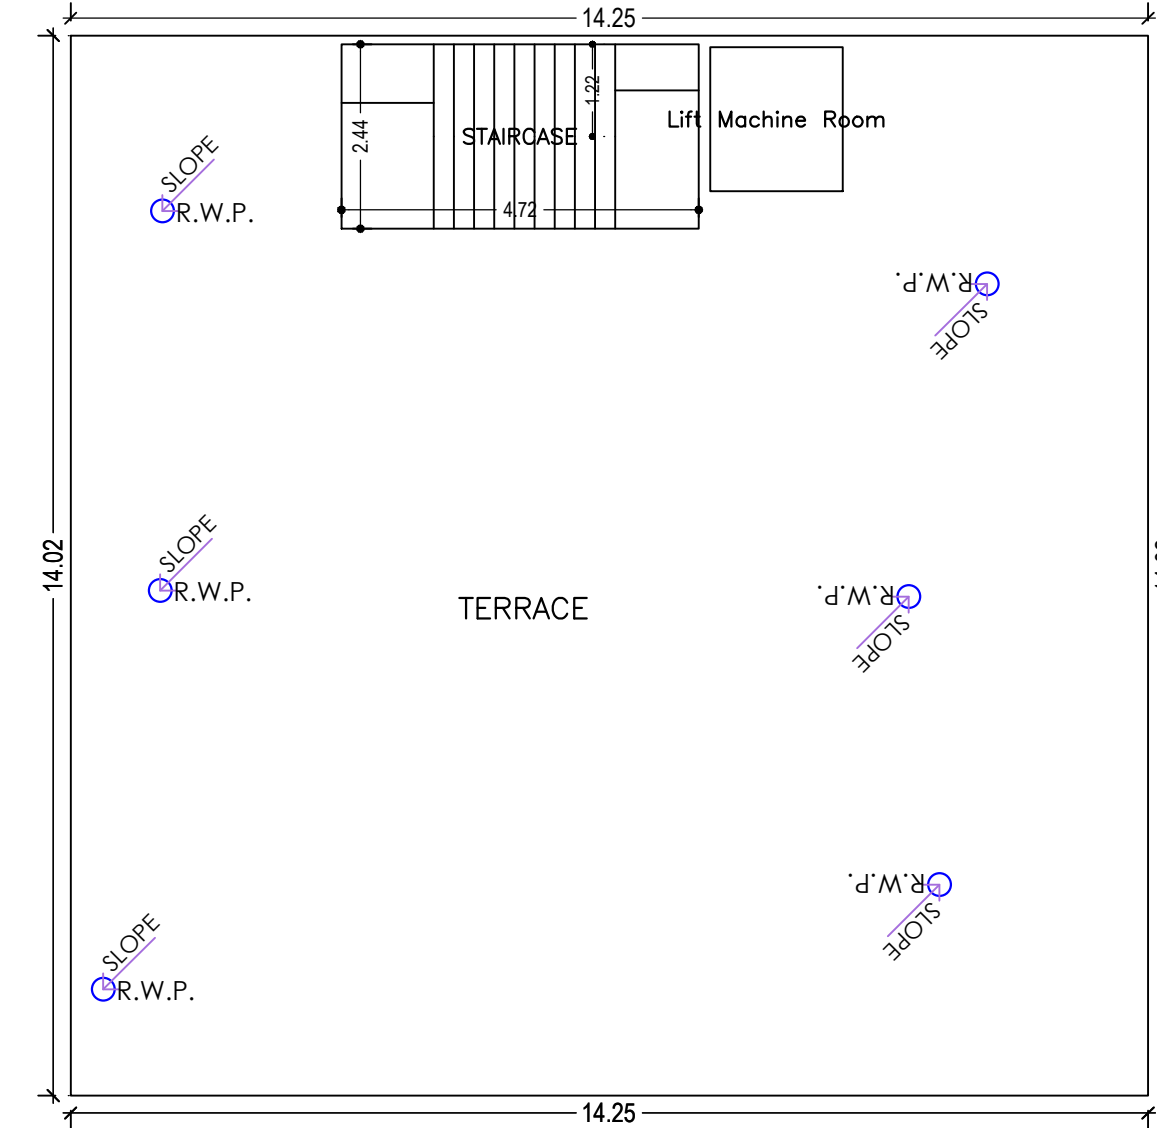 14.25
1.22
2.44
Lift Machine Room
STAIRCASE
SLOPE
4.72
R.W.P.
R.W.P.
SLOPE
SLOPE
14.02
R.W.P.
R.W.P.
TERRACE
SLOPE
R.W.P.
SLOPE
SLOPE
R.W.P.
14.25